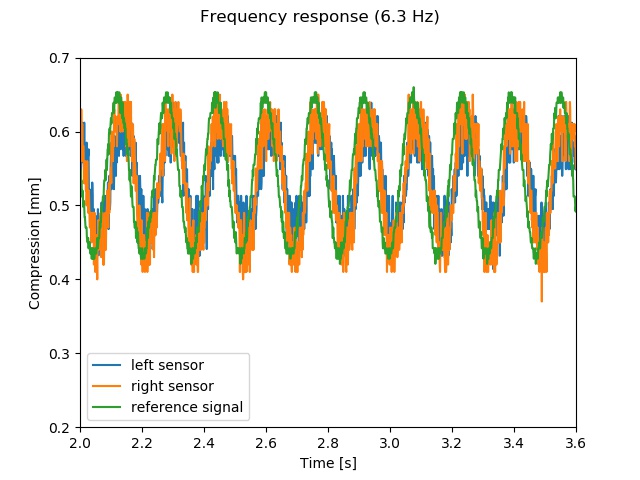 Frequency response (6.3 Hz)
0.7
0.6
0.5
0.4
0.3
0.2
Compression [mm]
left sensor
right sensor
reference signal
2.0 2.2 2.4 2.6 2.8 3.0 3.2 3.4 3.6
Time [s]